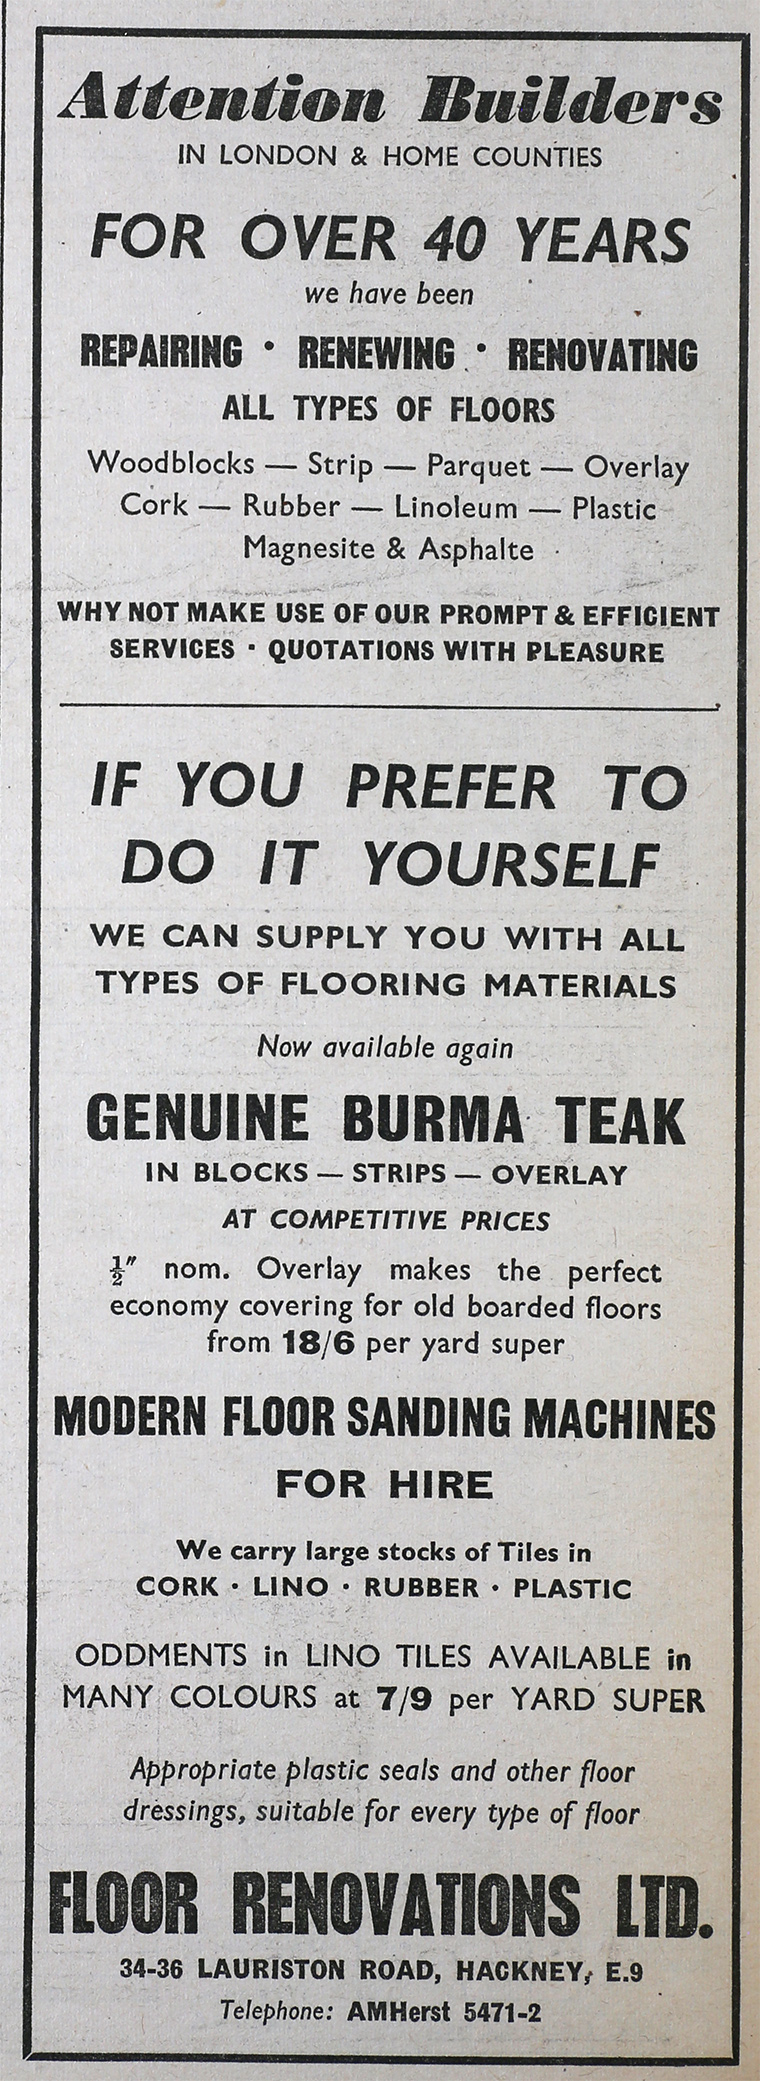 Attention Builders
IN LONDON & HOME COUNTIES
FOR OVER 40 YEARS
we have been
REPAIRING · RENEWING · RENOVATING
ALL TYPES OF FLOORS
Woodblocks — Strip — Parquet — Overlay
Cork — Rubber — Linoleum — Plastic
Magnesite & Asphalte
WHY NOT MAKE USE OF OUR PROMPT & EFFICIENT
SERVICES · QUOTATIONS WITH PLEASURE
IF YOU PREFER TO
DO IT YOURSELF
WE CAN SUPPLY YOU WITH ALL
TYPES OF FLOORING MATERIALS
Now available again
GENUINE BURMA TEAK
IN BLOCKS — STRIPS — OVERLAY
AT COMPETITIVE PRICES
½″ nom. Overlay makes the perfect
economy covering for old boarded floors
from 18/6 per yard super
MODERN FLOOR SANDING MACHINES
FOR HIRE
We carry large stocks of Tiles in
CORK · LINO · RUBBER · PLASTIC
ODDMENTS in LINO TILES AVAILABLE in
MANY COLOURS at 7/9 per YARD SUPER
Appropriate plastic seals and other floor
dressings, suitable for every type of floor
FLOOR RENOVATIONS LTD.
34-36 LAURISTON ROAD, HACKNEY, E.9
Telephone: AMHerst 5471-2